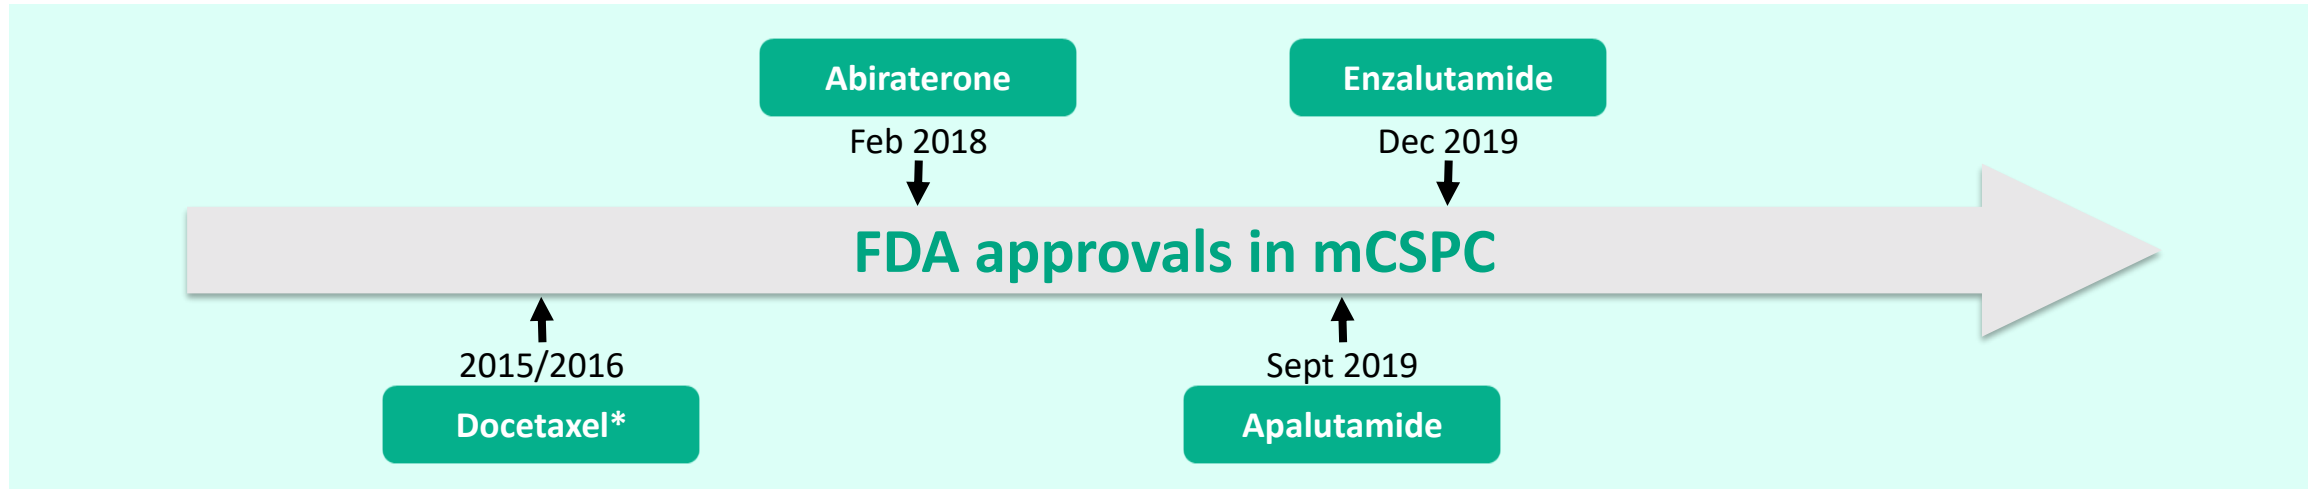 Abiraterone
Feb 2018
Enzalutamide
Dec 2019
FDA approvals in mCSPC
2015/2016
Docetaxel*
Sept 2019
Apalutamide